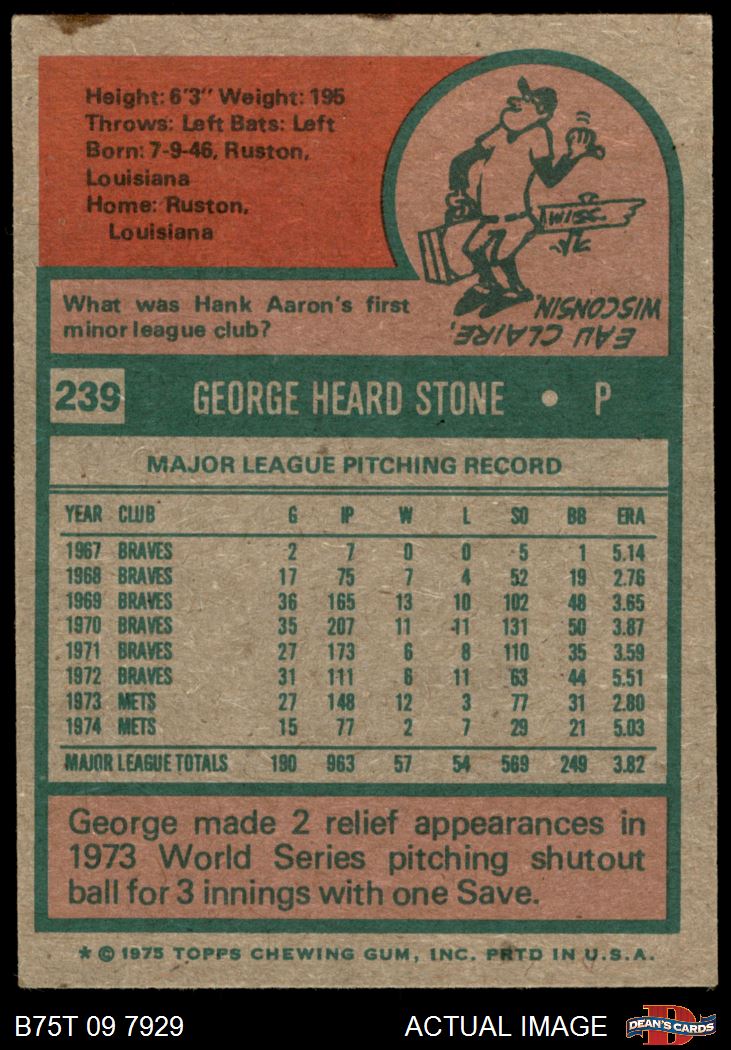 Height: 6'3" Weight: 195
Throws: Left Bats: Left
Born: 7-9-46, Ruston,
Louisiana
Home: Ruston,
Louisiana
What was Hank Aaron's first
minor league club?
EAU CLAIRE,
WISCONSIN.
239 GEORGE HEARD STONE • P
MAJOR LEAGUE PITCHING RECORD
YEAR CLUB G IP W L SO BB ERA
1967 BRAVES 2 7 0 0 5 1 5.14
1968 BRAVES 17 75 7 4 52 19 2.76
1969 BRAVES 36 165 13 10 102 48 3.65
1970 BRAVES 35 207 11 11 131 50 3.87
1971 BRAVES 27 173 6 8 110 35 3.59
1972 BRAVES 31 111 6 11 63 44 5.51
1973 METS 27 148 12 3 77 31 2.80
1974 METS 15 77 2 7 29 21 5.03
MAJOR LEAGUE TOTALS 190 963 57 54 569 249 3.82
George made 2 relief appearances in
1973 World Series pitching shutout
ball for 3 innings with one Save.
* © 1975 TOPPS CHEWING GUM, INC. PRTD IN U.S.A.
B75T 09 7929 ACTUAL IMAGE DEAN'S CARDS